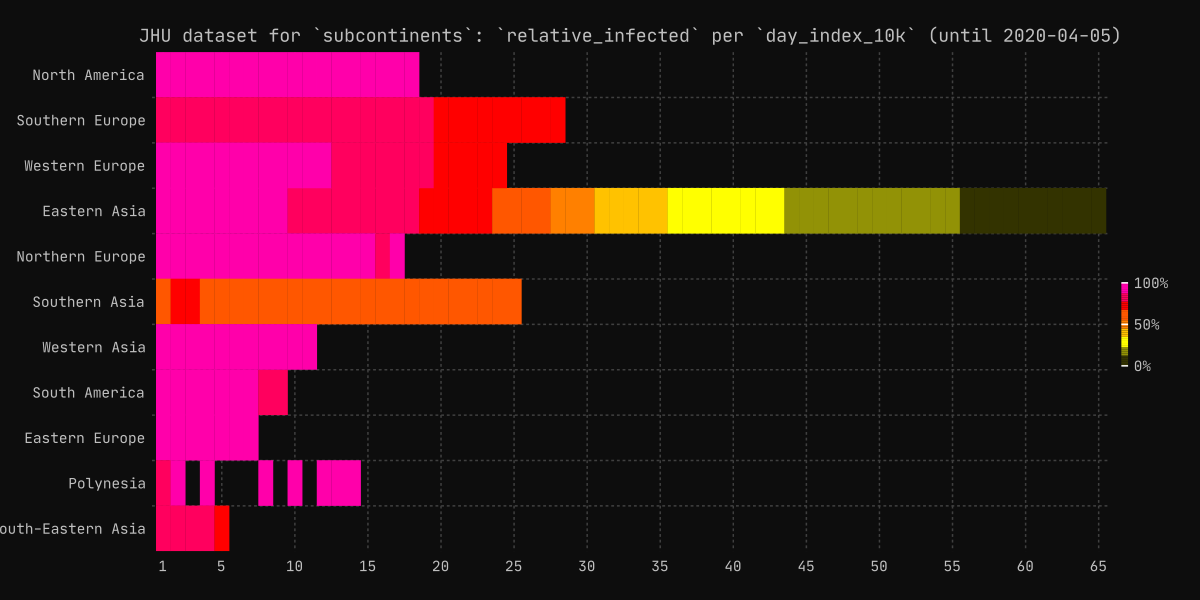 JHU dataset for `subcontinents`: `relative_infected` per `day_index_10k` (until 2020-04-05)
North America
Southern Europe
Western Europe
Eastern Asia
Northern Europe
Southern Asia
Western Asia
South America
Eastern Europe
Polynesia
outh-Eastern Asia
1 5 10 15 20 25 30 35 40 45 50 55 60 65
100%
50%
0%